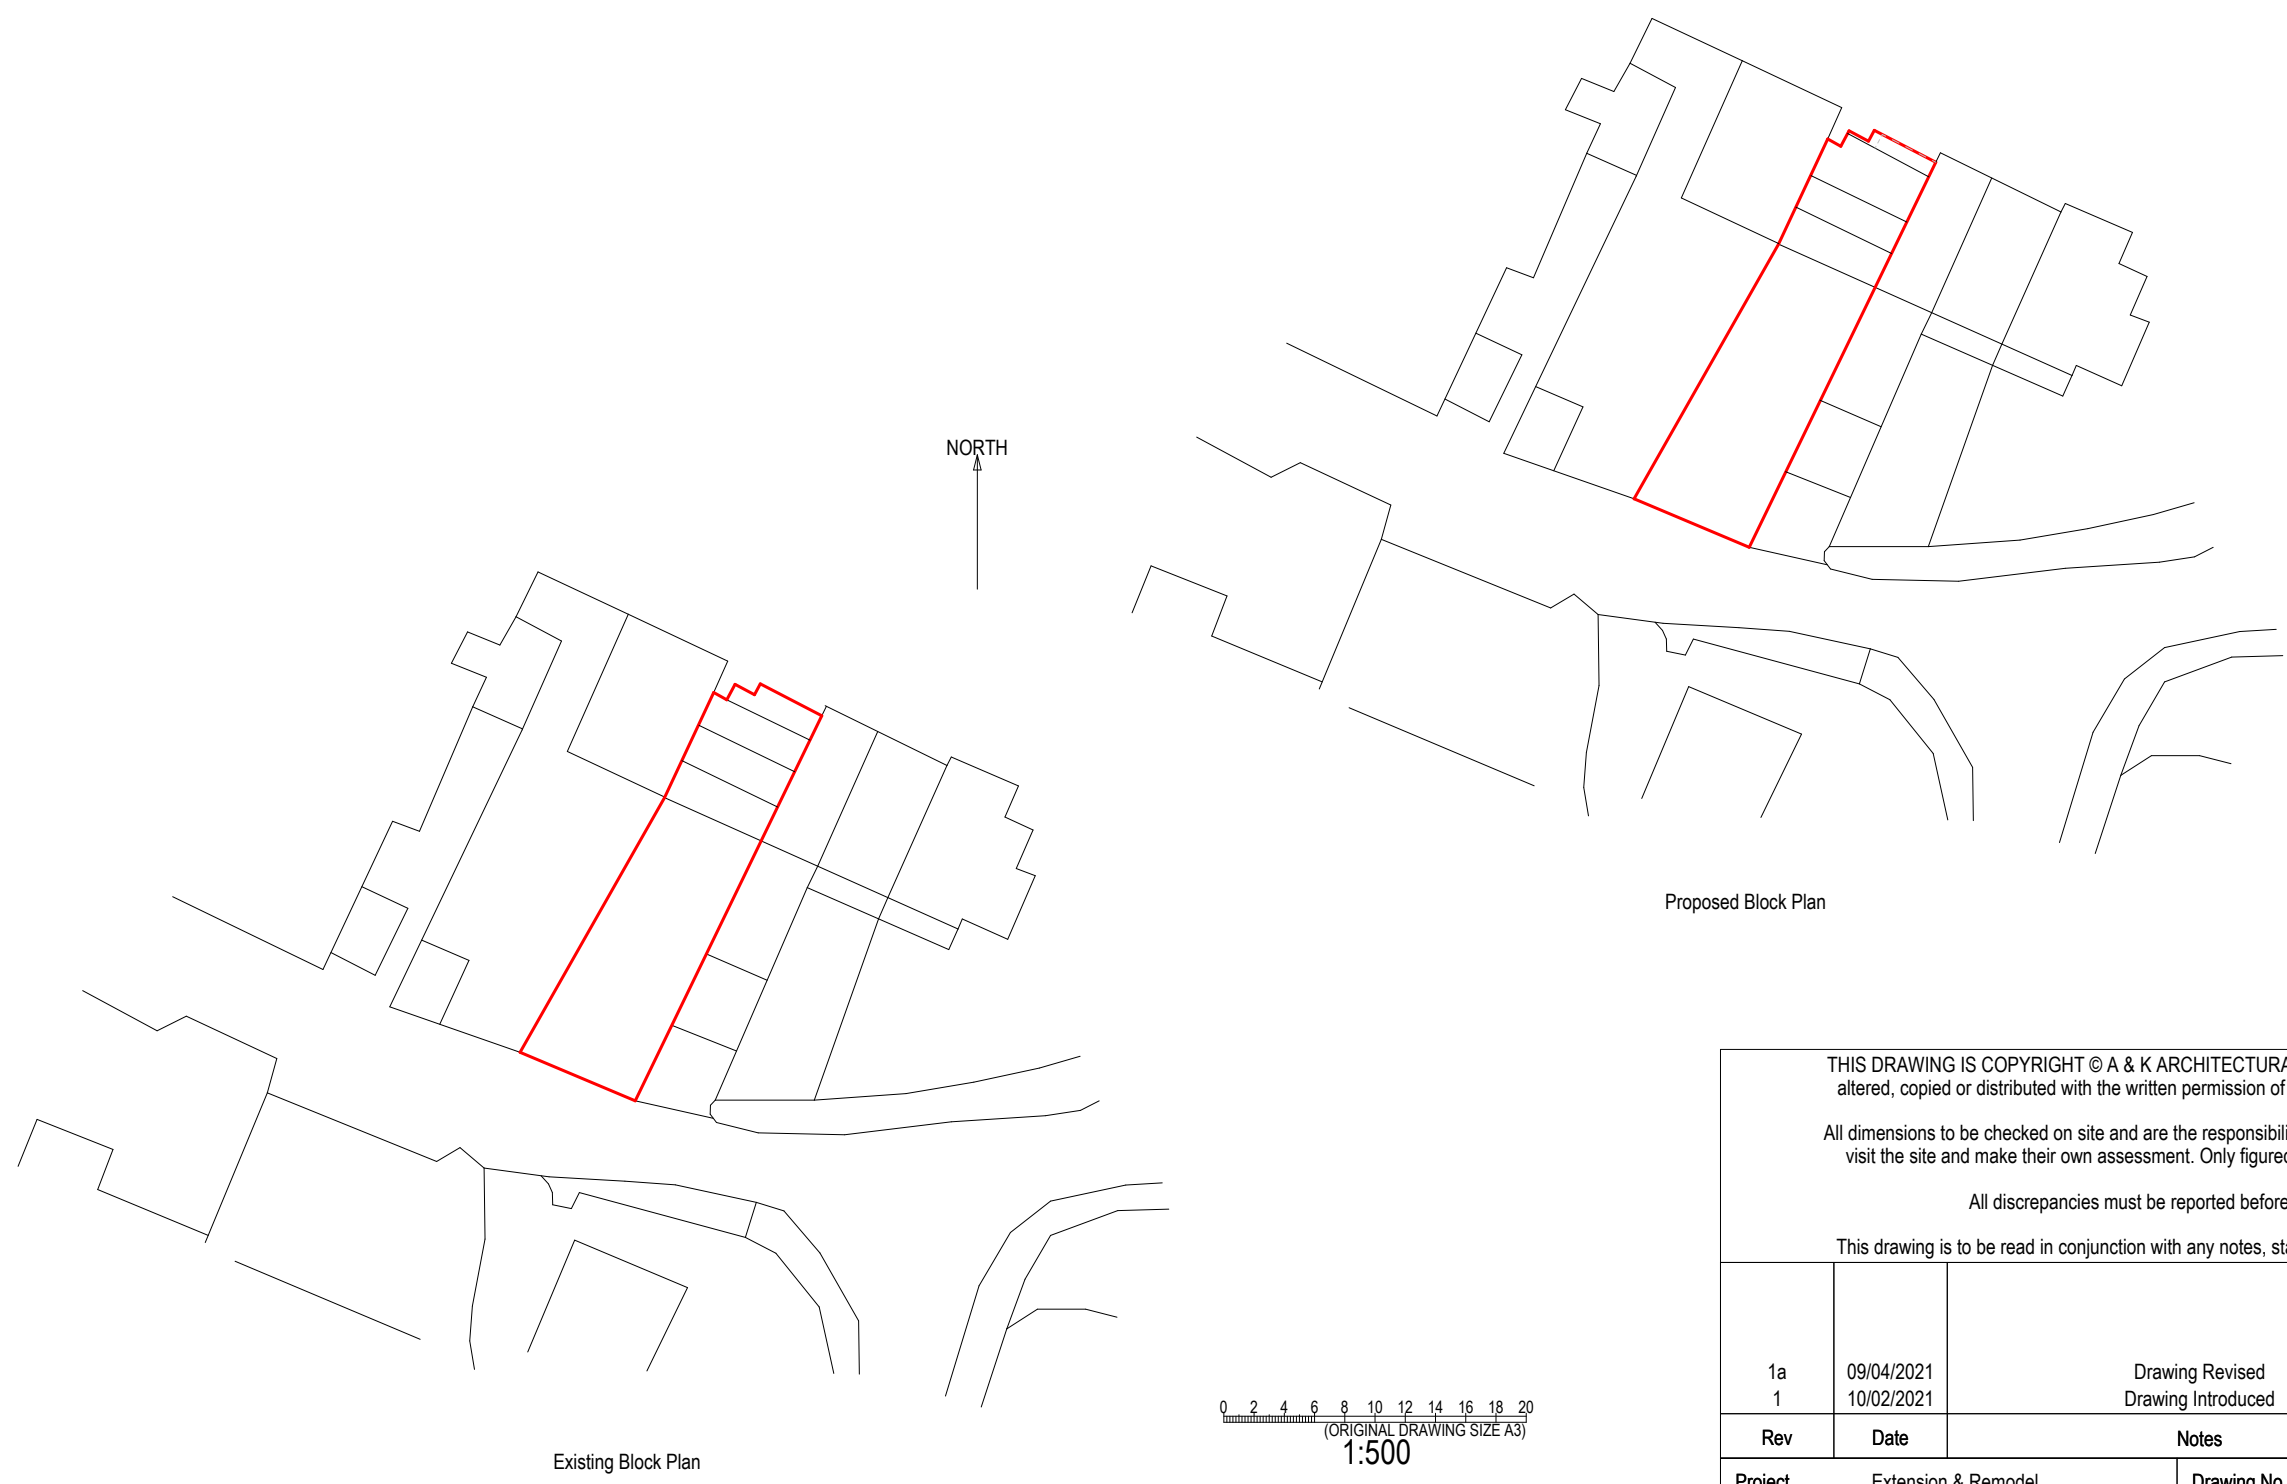 NORTH
Proposed Block Plan
Existing Block Plan
0 2 4 6 8 10 12 14 16 18 20
(ORIGINAL DRAWING SIZE A3)
1:500
THIS DRAWING IS COPYRIGHT © A & K ARCHITECTURA
altered, copied or distributed with the written permission of
All dimensions to be checked on site and are the responsibili
visit the site and make their own assessment. Only figured
All discrepancies must be reported before
This drawing is to be read in conjunction with any notes, sta
1a 09/04/2021 Drawing Revised
1 10/02/2021 Drawing Introduced
Rev Date Notes
Project Extension & Remodel Drawing No